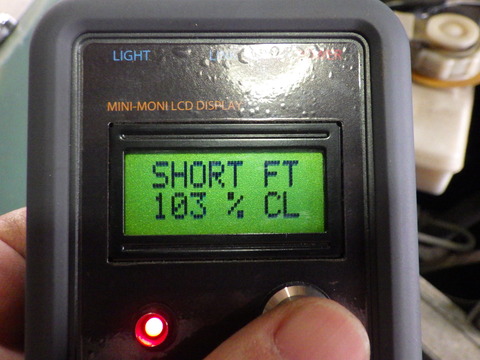 LIGHT
MINI-MONI LCD DISPLAY
SHORT FT
103 % CL